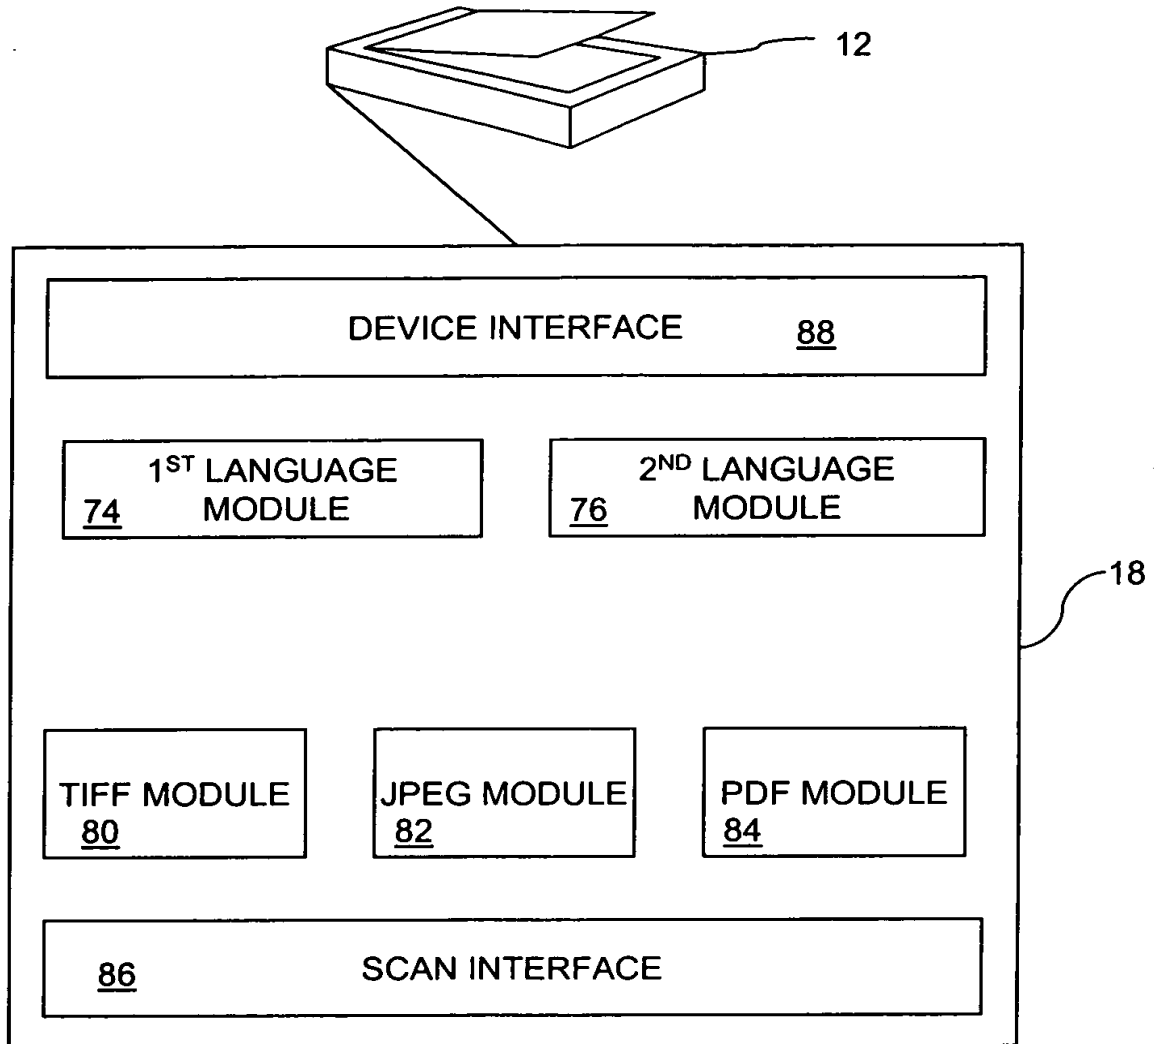 12
DEVICE INTERFACE 88
1ST LANGUAGE
74 MODULE
2ND LANGUAGE
76 MODULE
18
TIFF MODULE
80
JPEG MODULE
82
PDF MODULE
84
86 SCAN INTERFACE